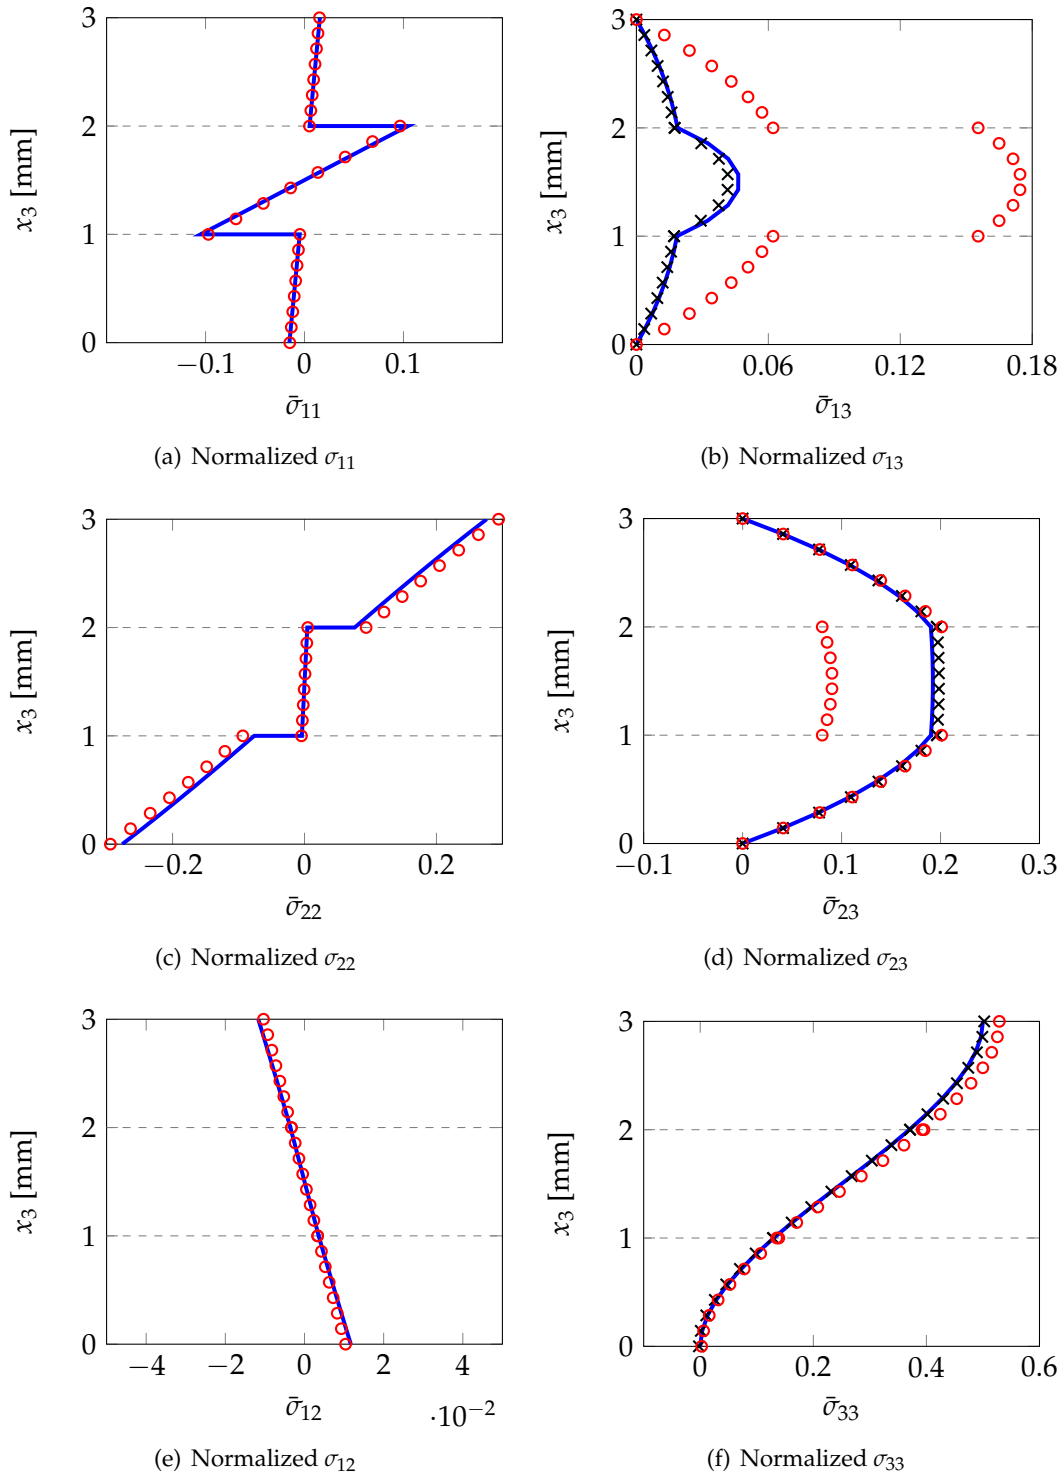 3
2
1
0
x₃ [mm]
−0.1 0 0.1
σ̄₁₁
(a) Normalized σ₁₁
3
2
1
0
x₃ [mm]
0 0.06 0.12 0.18
σ̄₁₃
(b) Normalized σ₁₃
3
2
1
0
x₃ [mm]
−0.2 0 0.2
σ̄₂₂
(c) Normalized σ₂₂
3
2
1
0
x₃ [mm]
−0.1 0 0.1 0.2 0.3
σ̄₂₃
(d) Normalized σ₂₃
3
2
1
0
x₃ [mm]
−4 −2 0 2 4
σ̄₁₂ ·10⁻²
(e) Normalized σ₁₂
3
2
1
0
x₃ [mm]
0 0.2 0.4 0.6
σ̄₃₃
(f) Normalized σ₃₃